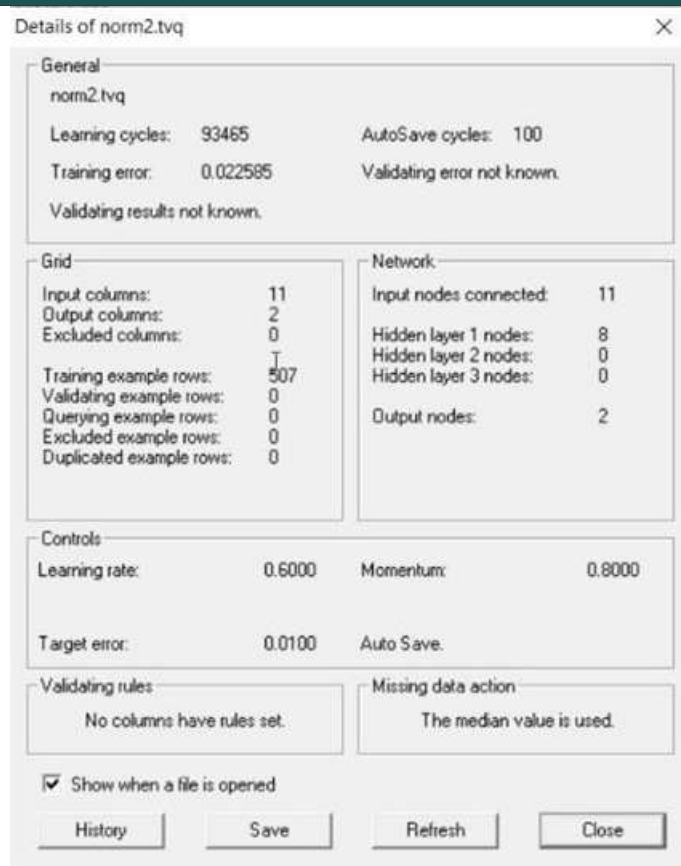 Details of norm2.tvq
General
norm2.tvq
Learning cycles: 93465 AutoSave cycles: 100
Training error: 0.022585 Validating error not known.
Validating results not known.
Grid
Input columns: 11
Output columns: 2
Excluded columns: 0
Training example rows: 507
Validating example rows: 0
Querying example rows: 0
Excluded example rows: 0
Duplicated example rows: 0
Network
Input nodes connected: 11
Hidden layer 1 nodes: 8
Hidden layer 2 nodes: 0
Hidden layer 3 nodes: 0
Output nodes: 2
Controls
Learning rate: 0.6000 Momentum: 0.8000
Target error: 0.0100 Auto Save.
Validating rules
No columns have rules set.
Missing data action
The median value is used.
Show when a file is opened
History Save Refresh Close